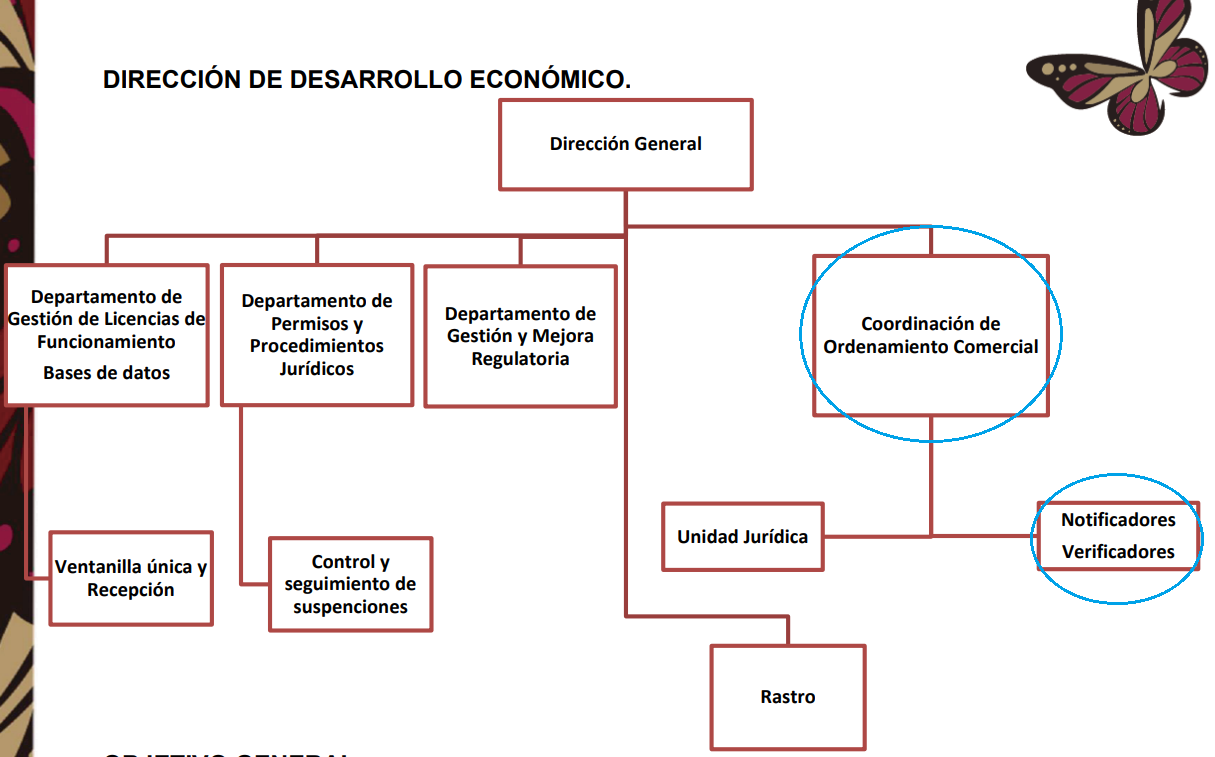 DIRECCIÓN DE DESARROLLO ECONÓMICO.
Dirección General
Departamento de
Gestión de Licencias de
Funcionamiento
Bases de datos
Departamento de
Permisos y
Procedimientos
Jurídicos
Departamento de
Gestión y Mejora
Regulatoria
Coordinación de
Ordenamiento Comercial
Ventanilla única y
Recepción
Control y
seguimiento de
suspenciones
Unidad Jurídica
Notificadores
Verificadores
Rastro
OBJETIVO GENERAL